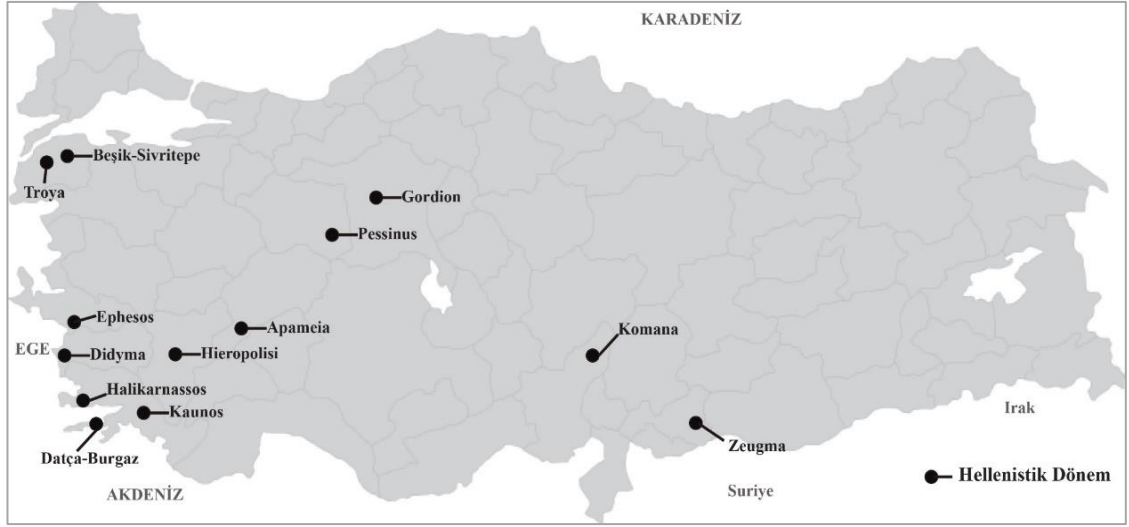 KARADENİZ
Beşik-Sivritepe
Troya
Gordion
Pessinus
Ephesos
Apameia
Komana
EGE
Didyma
Hieropolisi
Halikarnassos
Kaunos
Irak
Datça-Burgaz
Zeugma
AKDENİZ
Suriye
Hellenistik Dönem